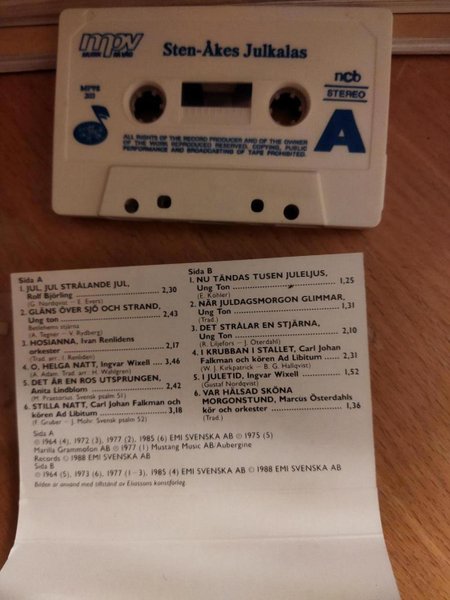 mpv
MUSIK PÅ VÄG
Sten-Åkes Julkalas
MPVK
ncb
STEREO
A
ALL RIGHTS OF THE RECORD PRODUCER AND OF THE OWNER
OF THE WORK REPRODUCED RESERVED. COPYING, PUBLIC
PERFORMANCE AND BROADCASTING OF TAPE PROHIBITED.
Sida A
1. JUL, JUL STRÅLANDE JUL,
Rolf Björling 2,30
(G. Nordqvist - E. Evers)
2. GLÄNS ÖVER SJÖ OCH STRAND,
Ung ton 2,43
Betlehems stjärna
(A. Tegnér - V. Rydberg)
3. HOSIANNA, Ivan Renlidens
orkester 2,17
(Trad. arr. I. Renliden)
4. O, HELGA NATT, Ingvar Wixell 3,46
(A. Adam. Trad. arr. H. Wahlgren)
5. DET ÄR EN ROS UTSPRUNGEN,
Anita Lindblom 2,42
(M. Praetorius. Svensk psalm 51)
6. STILLA NATT, Carl Johan Falkman och
kören Ad Libitum 3,18
(F. Gruber - J. Mohr. Svensk psalm 52)
Sida B
1. NU TÄNDAS TUSEN JULELJUS,
Ung Ton 1,25
(E. Köhler)
2. NÄR JULDAGSMORGON GLIMMAR,
Ung Ton 1,31
(Trad.)
3. DET STRÅLAR EN STJÄRNA,
Ung Ton 2,10
(R. Liljefors - J. Oterdahl)
4. I KRUBBAN I STALLET, Carl Johan
Falkman och kören Ad Libitum 2,31
(W. J. Kirkpatrick - B. G. Hallqvist)
5. I JULETID, Ingvar Wixell 1,52
(Gustaf Nordqvist)
6. VAR HÄLSAD SKÖNA
MORGONSTUND, Marcus Österdahls
kör och orkester 1,36
(Trad.)
Sida A
℗ 1964 (4), 1972 (3), 1977 (2), 1985 (6) EMI SVENSKA AB ℗ 1975 (5)
Marilla Grammofon AB ℗ 1977 (1) Mustang Music AB/Aubergine
Records © 1988 EMI SVENSKA AB
Sida B
℗ 1964 (5), 1973 (6), 1977 (1-3), 1985 (4) EMI SVENSKA AB © 1988 EMI SVENSKA AB
Bilden är använd med tillstånd av Eliassons konstförlag.